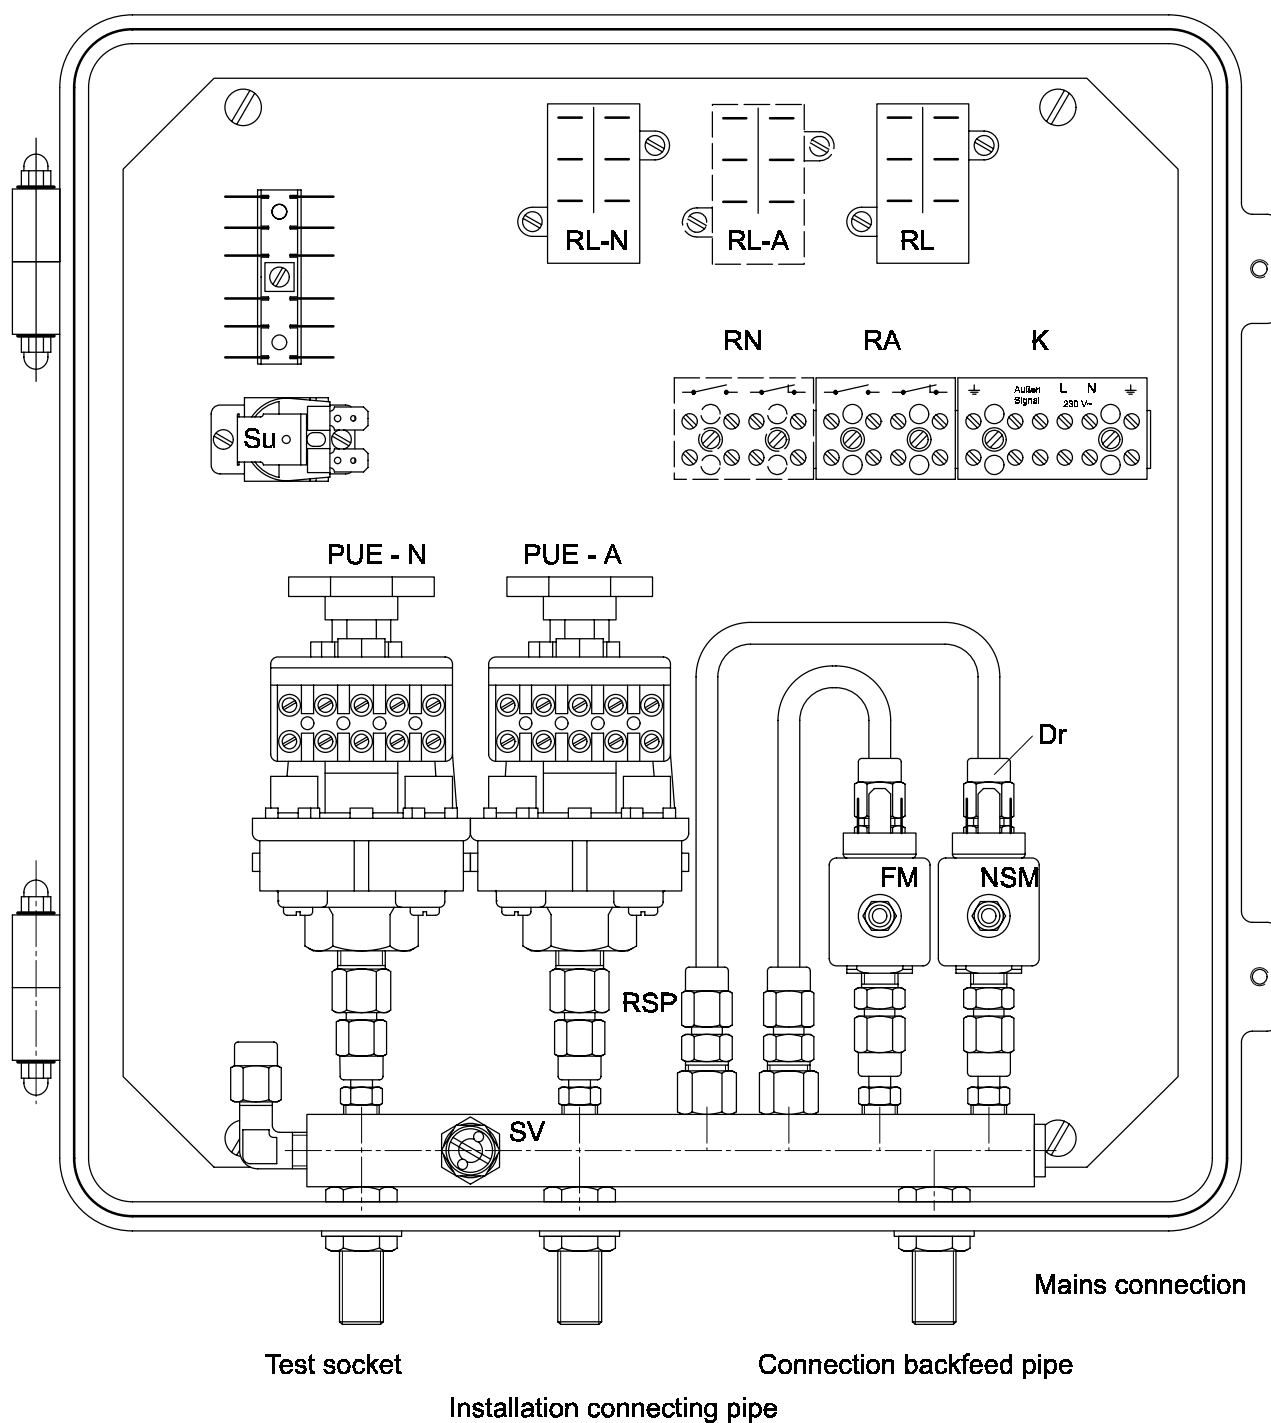 RL-N RL-A RL
RN RA K
Außen L N
Signal 230 V~
Su
PUE - N PUE - A
Dr
FM NSM
RSP
SV
Mains connection
Test socket Connection backfeed pipe
Installation connecting pipe